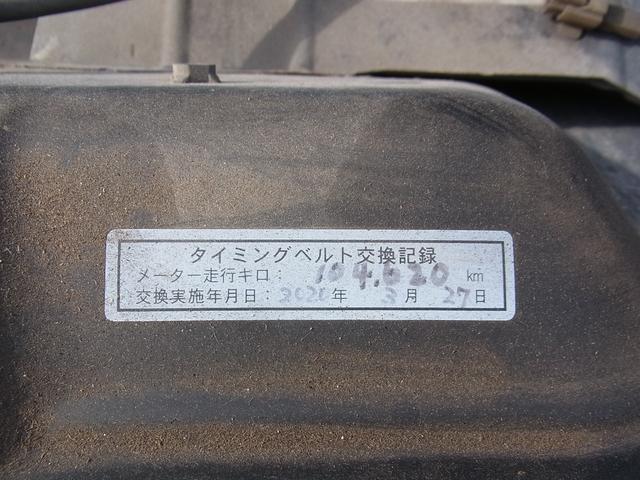 タイミングベルト交換記録
メーター走行キロ: 104,620 km
交換実施年月日: 2020年 3月 27日